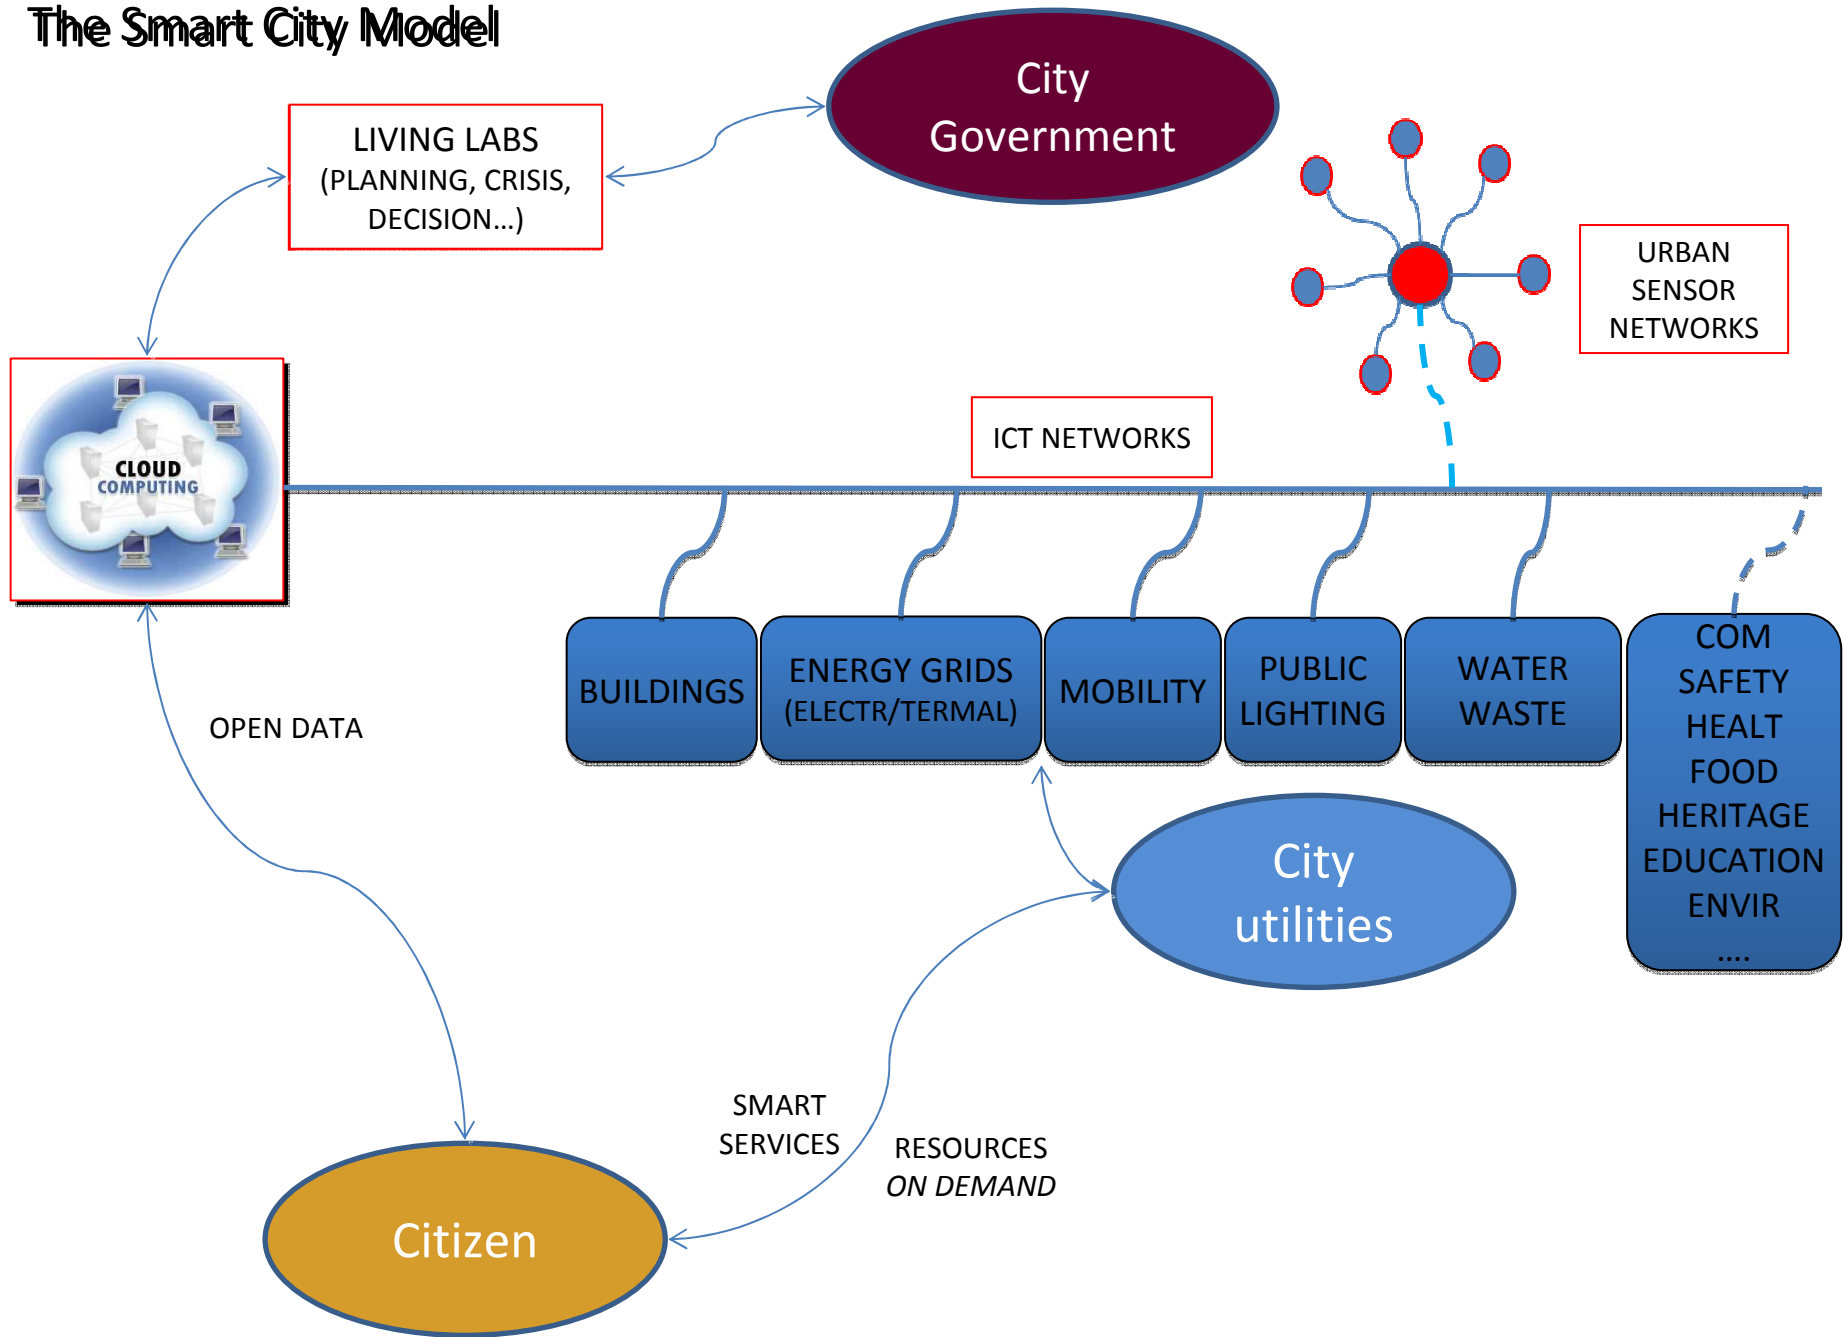 The Smart City Model
City
Government
LIVING LABS
(PLANNING, CRISIS,
DECISION...)
URBAN
SENSOR
NETWORKS
ICT NETWORKS
CLOUD
COMPUTING
BUILDINGS
ENERGY GRIDS
(ELECTR/TERMAL)
MOBILITY
PUBLIC
LIGHTING
WATER
WASTE
COM
SAFETY
HEALT
FOOD
HERITAGE
EDUCATION
ENVIR
....
OPEN DATA
City
utilities
SMART
SERVICES
RESOURCES
ON DEMAND
Citizen